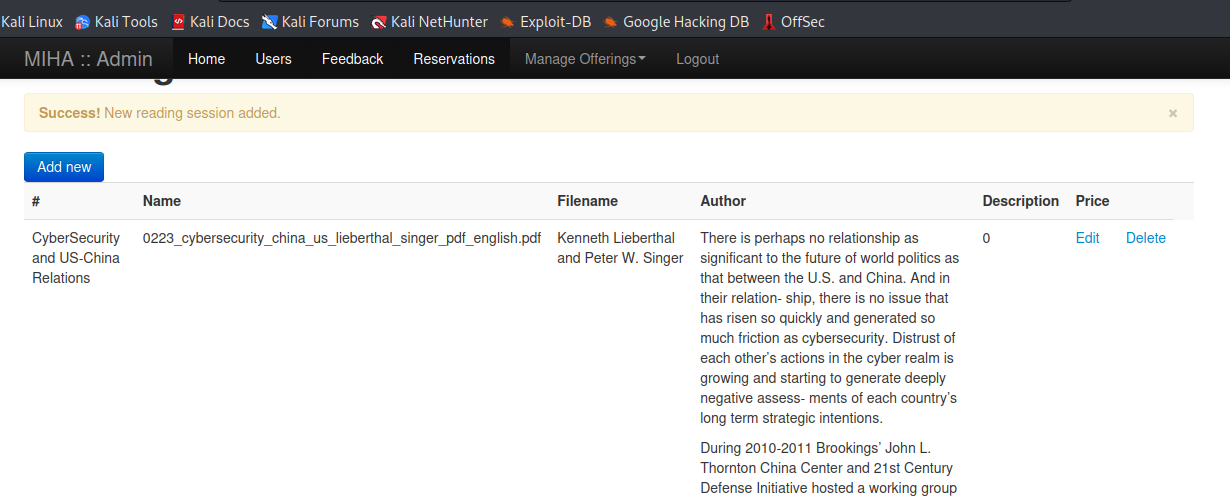 Kali Linux Kali Tools Kali Docs Kali Forums Kali NetHunter Exploit-DB Google Hacking DB OffSec
MIHA :: Admin Home Users Feedback Reservations Manage Offerings Logout
Success! New reading session added. ×
Add new
# Name Filename Author Description Price
CyberSecurity 0223_cybersecurity_china_us_lieberthal_singer_pdf_english.pdf Kenneth Lieberthal There is perhaps no relationship as 0 Edit Delete
and US-China and Peter W. Singer significant to the future of world politics as
Relations that between the U.S. and China. And in
their relation- ship, there is no issue that
has risen so quickly and generated so
much friction as cybersecurity. Distrust of
each other’s actions in the cyber realm is
growing and starting to generate deeply
negative assess- ments of each country’s
long term strategic intentions.
During 2010-2011 Brookings’ John L.
Thornton China Center and 21st Century
Defense Initiative hosted a working group